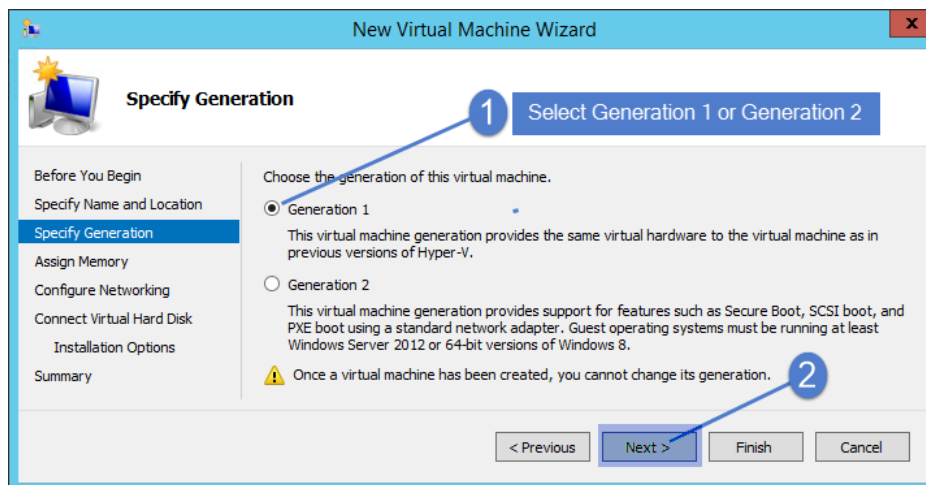 New Virtual Machine Wizard
x
Specify Generation
1
Select Generation 1 or Generation 2
Before You Begin
Specify Name and Location
Specify Generation
Assign Memory
Configure Networking
Connect Virtual Hard Disk
Installation Options
Summary
Choose the generation of this virtual machine.
Generation 1
This virtual machine generation provides the same virtual hardware to the virtual machine as in
previous versions of Hyper-V.
Generation 2
This virtual machine generation provides support for features such as Secure Boot, SCSI boot, and
PXE boot using a standard network adapter. Guest operating systems must be running at least
Windows Server 2012 or 64-bit versions of Windows 8.
Once a virtual machine has been created, you cannot change its generation.
2
< Previous
Next >
Finish
Cancel